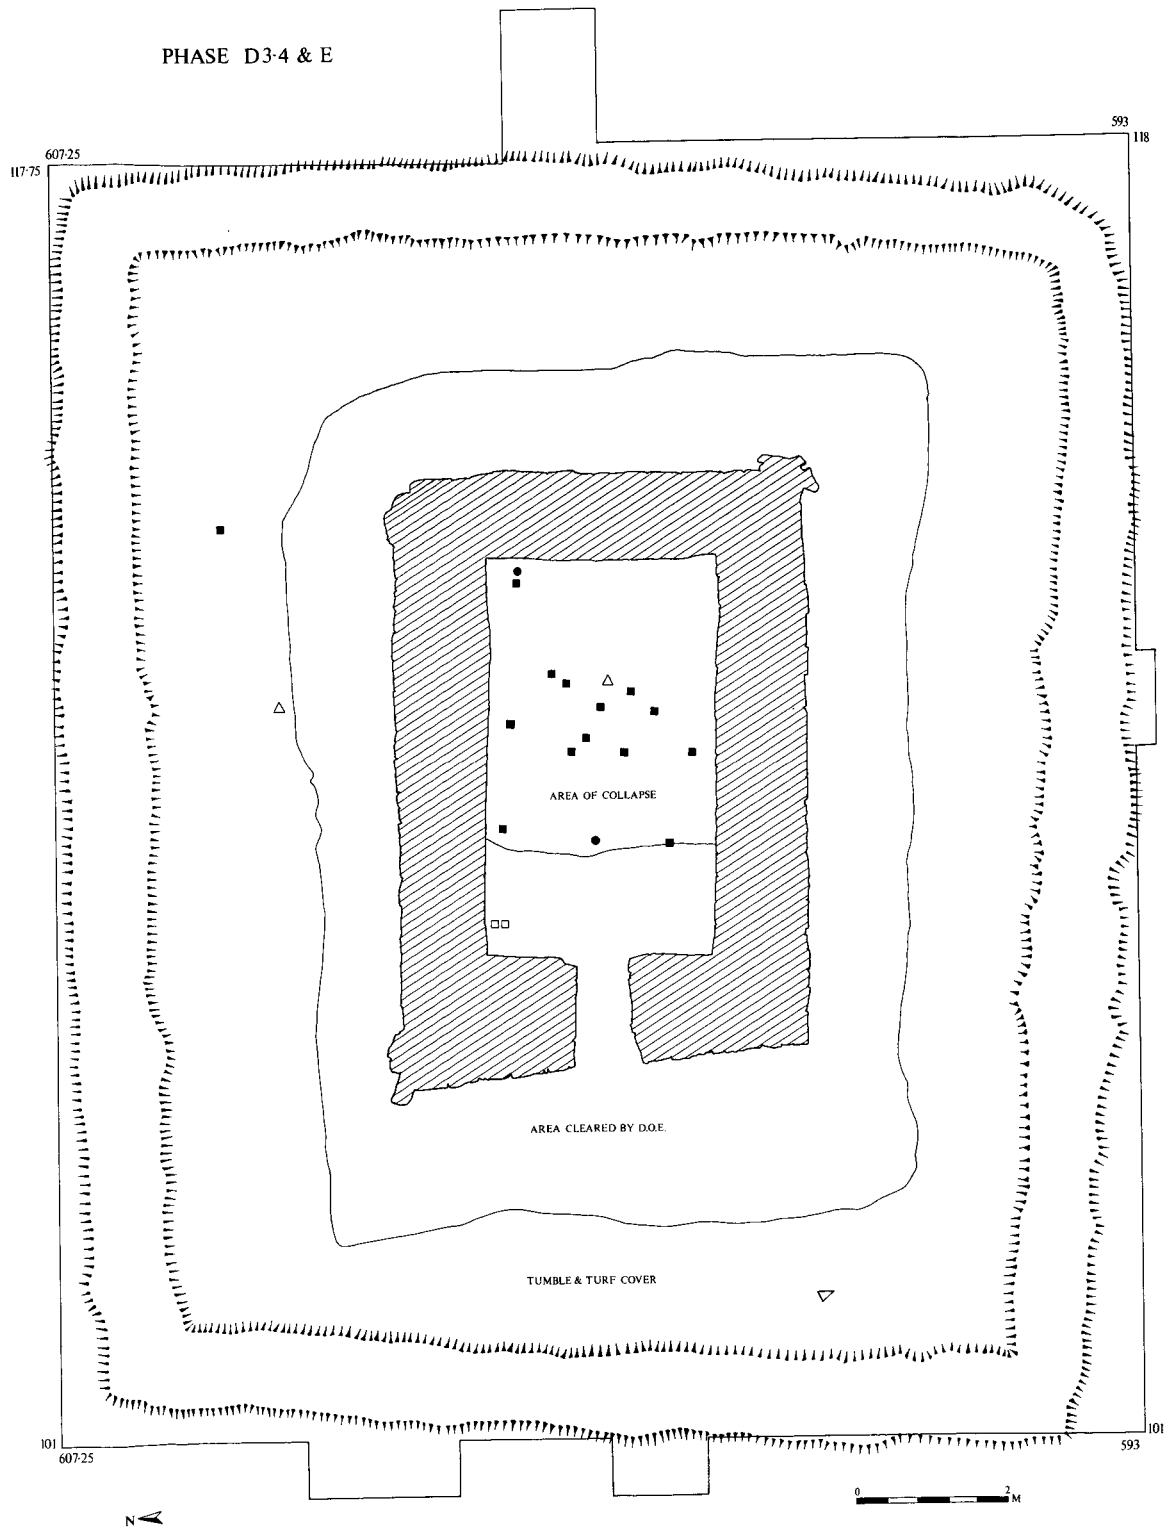 PHASE D3·4 & E
593
118
607·25
117·75
AREA OF COLLAPSE
AREA CLEARED BY D.O.E.
TUMBLE & TURF COVER
101
607·25
101
593
0 2
M
N